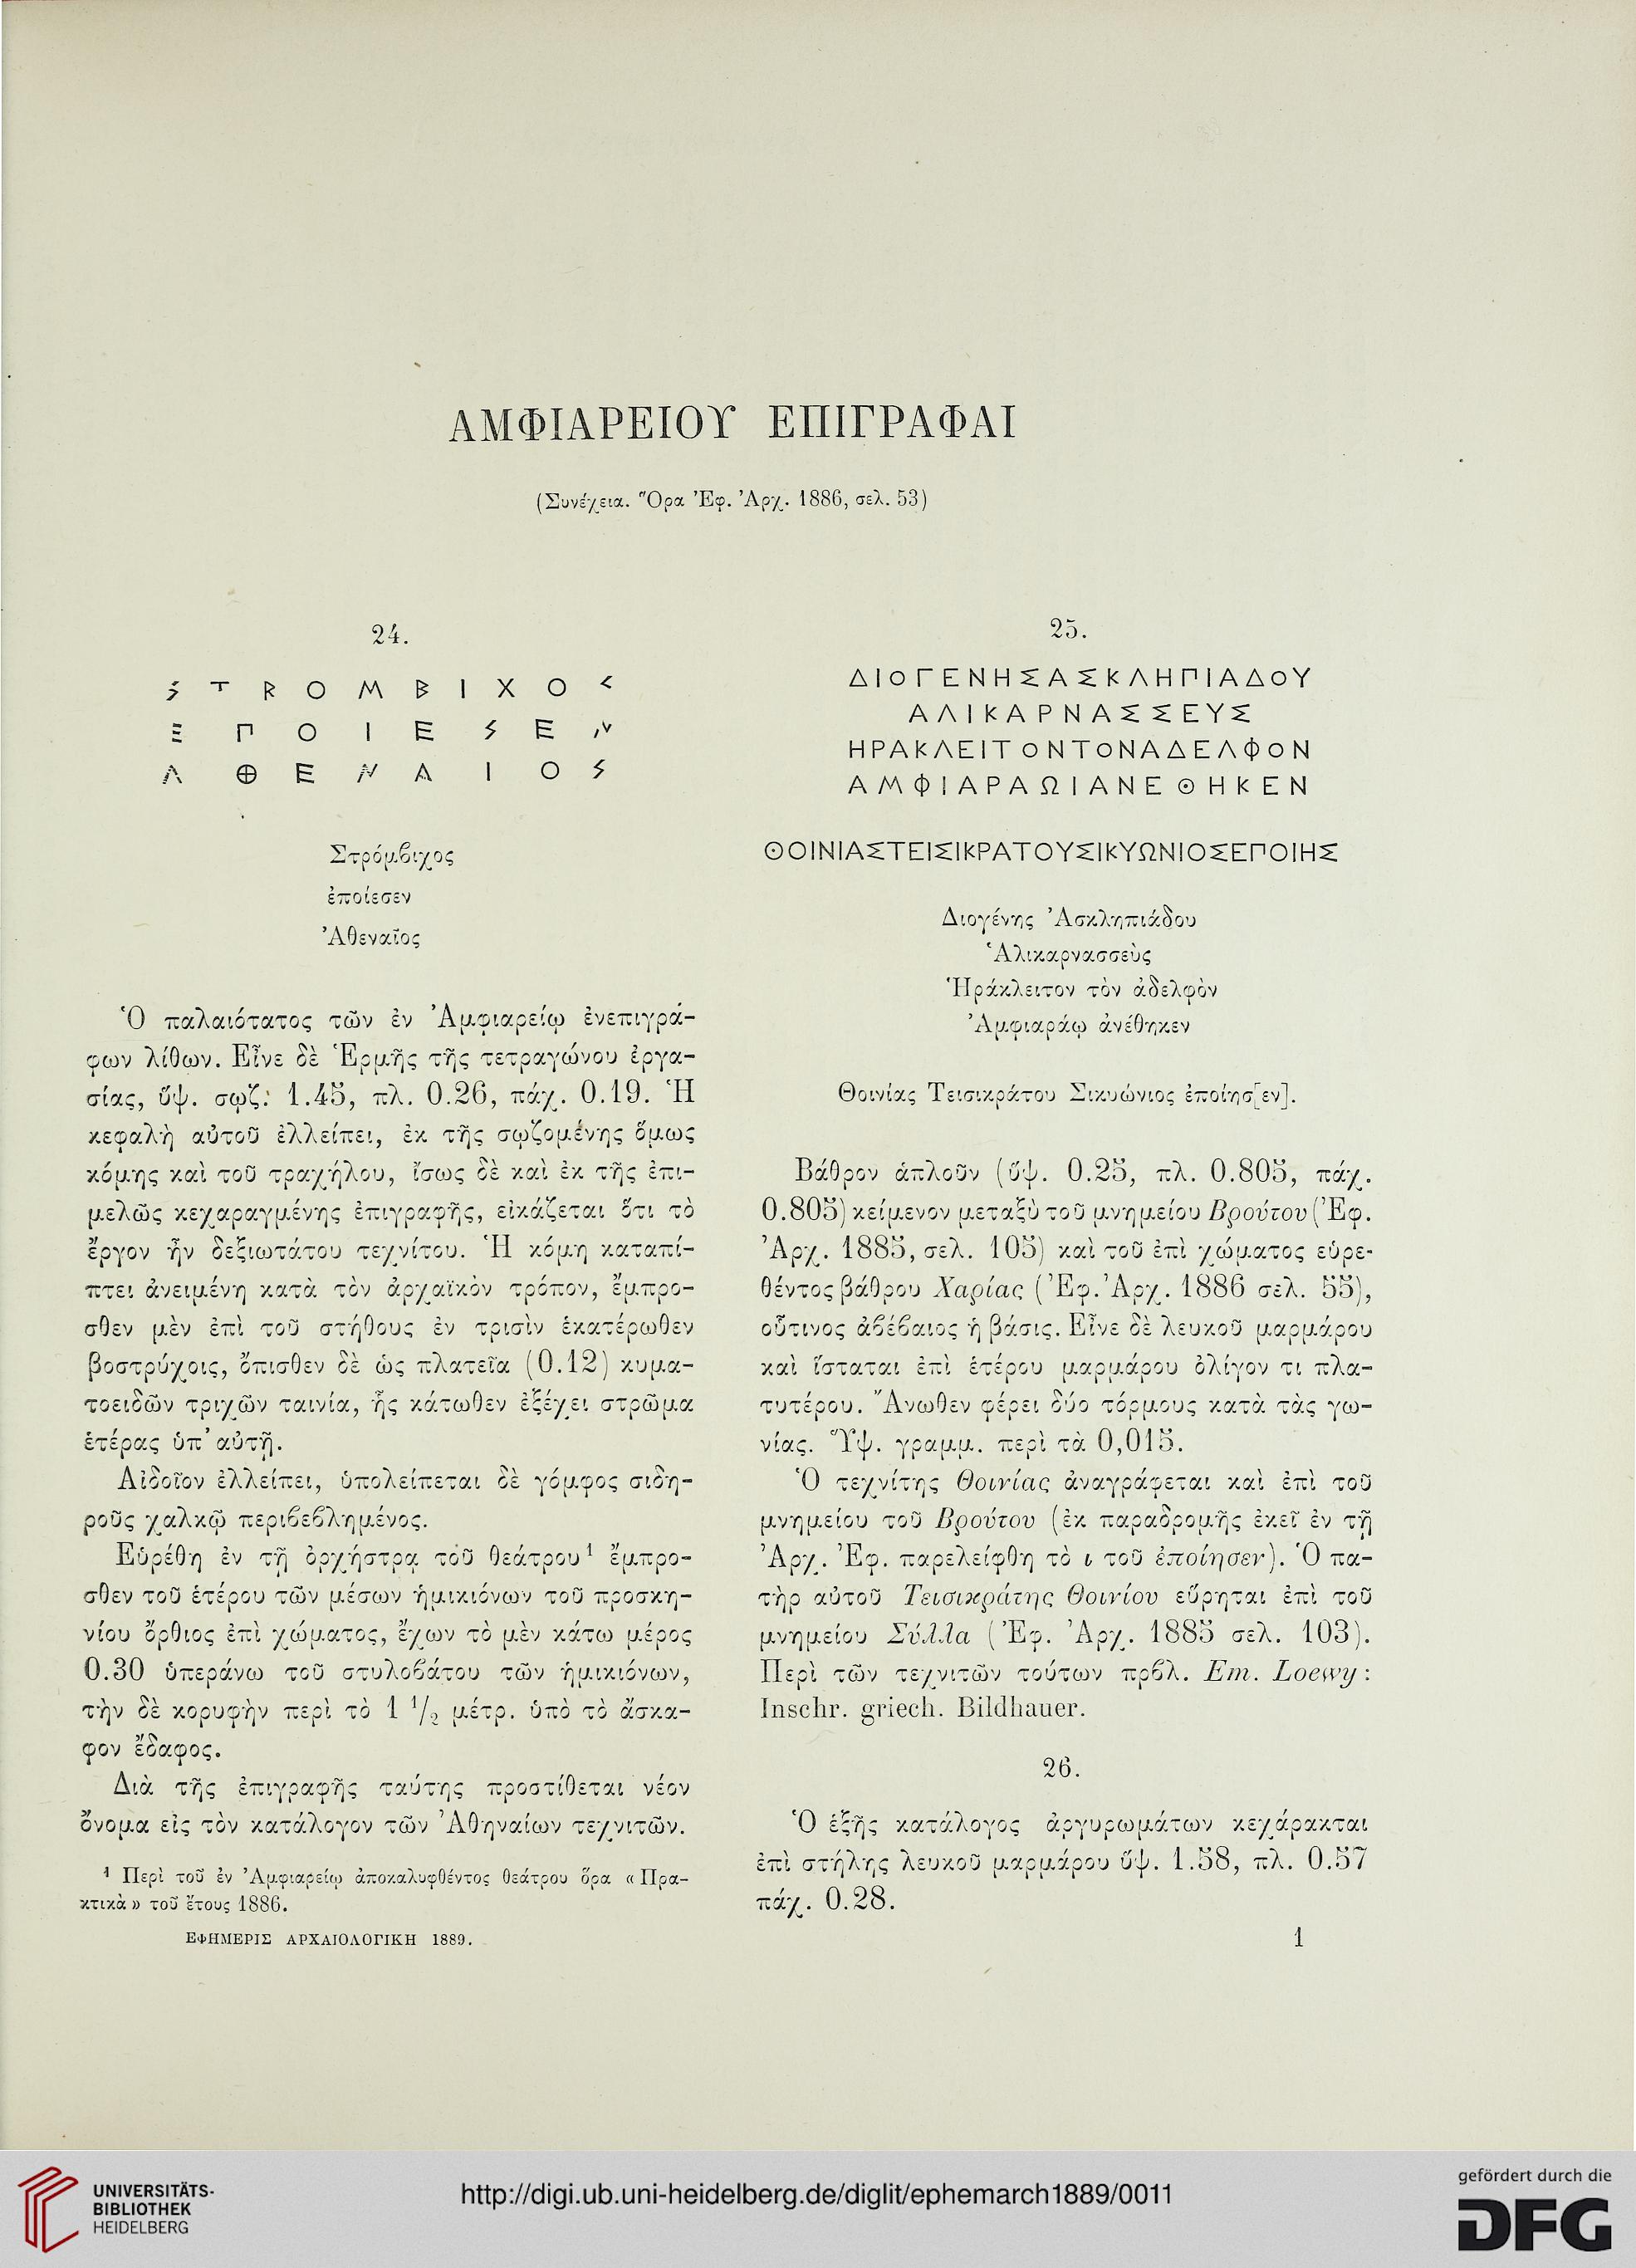 ΑΜΦΙΑΡΕΙΟΥ ΕΠΙΓΡΑΦΑΙ
(Συνέχεια. Ὅρα Ἐφ. Ἀρχ. 1886, σελ. 53)
24.
ΣΤRΟΜΒΙΧΟΣ
ΕΠΟΙΕΣΕΝ
ΑΘΕΝΑΙΟΣ
Στρόμβιχος
ἐποίεσεν
Ἀθεναῖος
Ὁ παλαιότατος τῶν ἐν Ἀμφιαρείῳ ἐνεπιγρά-
φων λίθων. Εἶνε δὲ Ἑρμῆς τῆς τετραγώνου ἐργα-
σίας, ὕψ. σωζ. 1.45, πλ. 0.26, πάχ. 0.19. Ἡ
κεφαλὴ αὐτοῦ ἐλλείπει, ἐκ τῆς σωζομένης ὅμως
κόμης καὶ τοῦ τραχήλου, ἴσως δὲ καὶ ἐκ τῆς ἐπι-
μελῶς κεχαραγμένης ἐπιγραφῆς, εἰκάζεται ὅτι τὸ
ἔργον ἦν δεξιωτάτου τεχνίτου. Ἡ κόμη καταπί-
πτει ἀνειμένη κατὰ τὸν ἀρχαϊκὸν τρόπον, ἔμπρο-
σθεν μὲν ἐπὶ τοῦ στήθους ἐν τρισὶν ἑκατέρωθεν
βοστρύχοις, ὄπισθεν δὲ ὡς πλατεῖα (0.12) κυμα-
τοειδῶν τριχῶν ταινία, ἧς κάτωθεν ἐξέχει στρῶμα
ἑτέρας ὑπ' αὐτῇ.
Αἰδοῖον ἐλλείπει, ὑπολείπεται δὲ γόμφος σιδη-
ροῦς χαλκῷ περιβεβλημένος.
Εὑρέθη ἐν τῇ ὀρχήστρᾳ τοῦ θεάτρου¹ ἔμπρο-
σθεν τοῦ ἑτέρου τῶν μέσων ἡμικιόνων τοῦ προσκη-
νίου ὄρθιος ἐπὶ χώματος, ἔχων τὸ μὲν κάτω μέρος
0.30 ὑπεράνω τοῦ στυλοβάτου τῶν ἡμικιόνων,
τὴν δὲ κορυφὴν περὶ τὸ 1 ¹/₂ μέτρ. ὑπὸ τὸ ἄσκα-
φον ἔδαφος.
Διὰ τῆς ἐπιγραφῆς ταύτης προστίθεται νέον
ὄνομα εἰς τὸν κατάλογον τῶν Ἀθηναίων τεχνιτῶν.
¹ Περὶ τοῦ ἐν Ἀμφιαρείῳ ἀποκαλυφθέντος θεάτρου ὅρα «Πρα-
κτικὰ» τοῦ ἔτους 1886.
ΕΦΗΜΕΡΙΣ ΑΡΧΑΙΟΛΟΓΙΚΗ 1889.
25.
ΔΙΟΓΕΝΗΣΑΣΚΛΗΠΙΑΔΟΥ
ΑΛΙΚΑΡΝΑΣΣΕΥΣ
ΗΡΑΚΛΕΙΤΟΝΤΟΝΑΔΕΛΦΟΝ
ΑΜΦΙΑΡΑΩΙΑΝΕΘΗΚΕΝ
ΘΟΙΝΙΑΣΤΕΙΣΙΚΡΑΤΟΥΣΙΚΥΩΝΙΟΣΕΠΟΙΗΣ
Διογένης Ἀσκληπιάδου
Ἁλικαρνασσεὺς
Ἡράκλειτον τὸν ἀδελφὸν
Ἀμφιαράῳ ἀνέθηκεν
Θοινίας Τεισικράτου Σικυώνιος ἐποίησ[εν].
Βάθρον ἁπλοῦν (ὕψ. 0.25, πλ. 0.805, πάχ.
0.805) κείμενον μεταξὺ τοῦ μνημείου Βρούτου (Ἐφ.
Ἀρχ. 1885, σελ. 105) καὶ τοῦ ἐπὶ χώματος εὑρε-
θέντος βάθρου Χαρίας (Ἐφ. Ἀρχ. 1886 σελ. 55),
οὗτινος ἀβέβαιος ἡ βάσις. Εἶνε δὲ λευκοῦ μαρμάρου
καὶ ἵσταται ἐπὶ ἑτέρου μαρμάρου ὀλίγον τι πλα-
τυτέρου. Ἄνωθεν φέρει δύο τόρμους κατὰ τὰς γω-
νίας. Ὕψ. γραμμ. περὶ τὰ 0,015.
Ὁ τεχνίτης Θοινίας ἀναγράφεται καὶ ἐπὶ τοῦ
μνημείου τοῦ Βρούτου (ἐκ παραδρομῆς ἐκεῖ ἐν τῇ
Ἀρχ. Ἐφ. παρελείφθη τὸ ι τοῦ ἐποίησεν). Ὁ πα-
τὴρ αὐτοῦ Τεισικράτης Θοινίου εὕρηται ἐπὶ τοῦ
μνημείου Σύλλα (Ἐφ. Ἀρχ. 1885 σελ. 103).
Περὶ τῶν τεχνιτῶν τούτων πρβλ. Em. Loewy:
Inschr. griech. Bildhauer.
26.
Ὁ ἑξῆς κατάλογος ἀργυρωμάτων κεχάρακται
ἐπὶ στήλης λευκοῦ μαρμάρου ὕψ. 1.58, πλ. 0.57
πάχ. 0.28.
1
UNIVERSITÄTS-
BIBLIOTHEK
HEIDELBERG
http://digi.ub.uni-heidelberg.de/diglit/ephemarch1889/0011
gefördert durch die
DFG